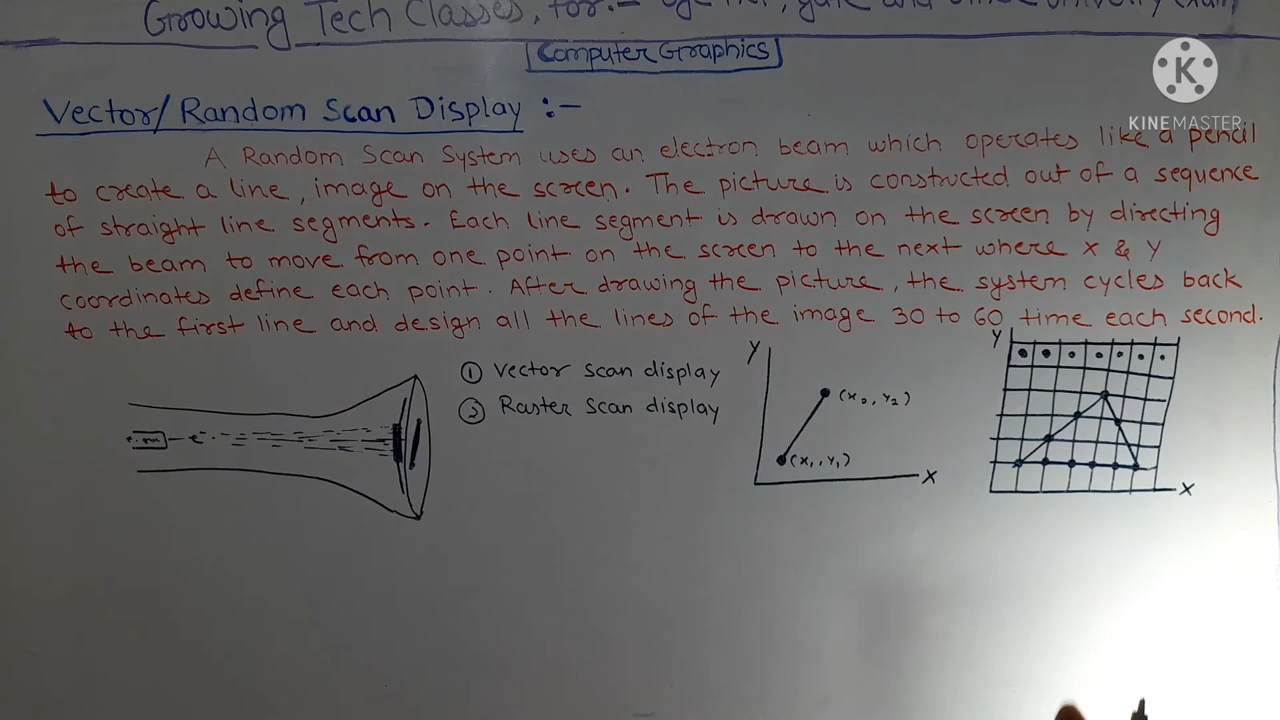 Growing Tech Classes, for:-
Computer Graphics
K
KINEMASTER
Vector/Random Scan Display :-
A Random Scan System uses an electron beam which operates like a pencil
to create a line, image on the screen. The picture is constructed out of a sequence
of straight line segments. Each line segment is drawn on the screen by directing
the beam to move from one point on the screen to the next where x & y
coordinates define each point. After drawing the picture, the system cycles back
to the first line and design all the lines of the image 30 to 60 time each second.
① Vector scan display
② Raster scan display
Y
(x₂, Y₂)
(x₁, Y₁)
X
Y
X